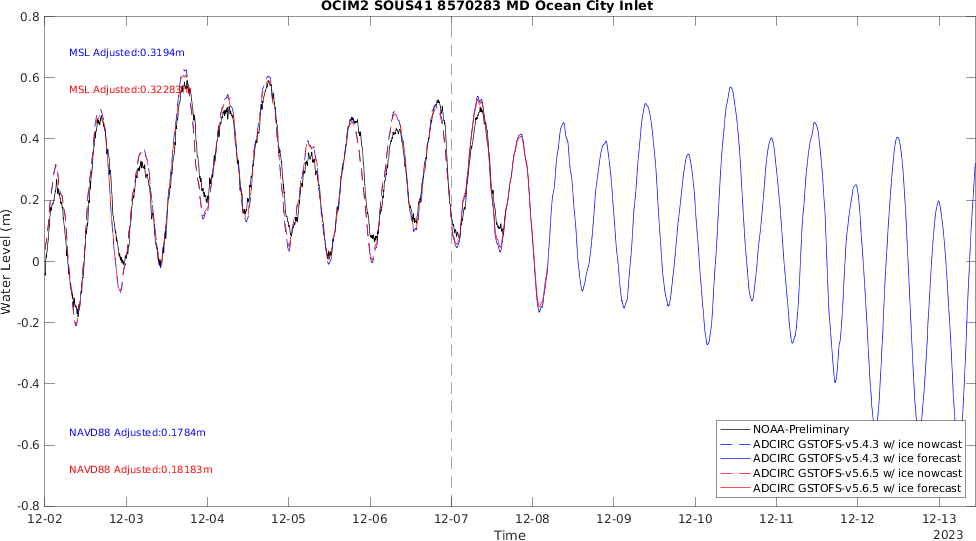 OCIM2 SOUS41 8570283 MD Ocean City Inlet
0.8
0.6
0.4
0.2
0
-0.2
-0.4
-0.6
-0.8
Water Level (m)
MSL Adjusted:0.3194m
MSL Adjusted:0.32283m
NAVD88 Adjusted:0.1784m
NAVD88 Adjusted:0.18183m
NOAA-Preliminary
ADCIRC GSTOFS-v5.4.3 w/ ice nowcast
ADCIRC GSTOFS-v5.4.3 w/ ice forecast
ADCIRC GSTOFS-v5.6.5 w/ ice nowcast
ADCIRC GSTOFS-v5.6.5 w/ ice forecast
12-02 12-03 12-04 12-05 12-06 12-07 12-08 12-09 12-10 12-11 12-12 12-13
Time
2023